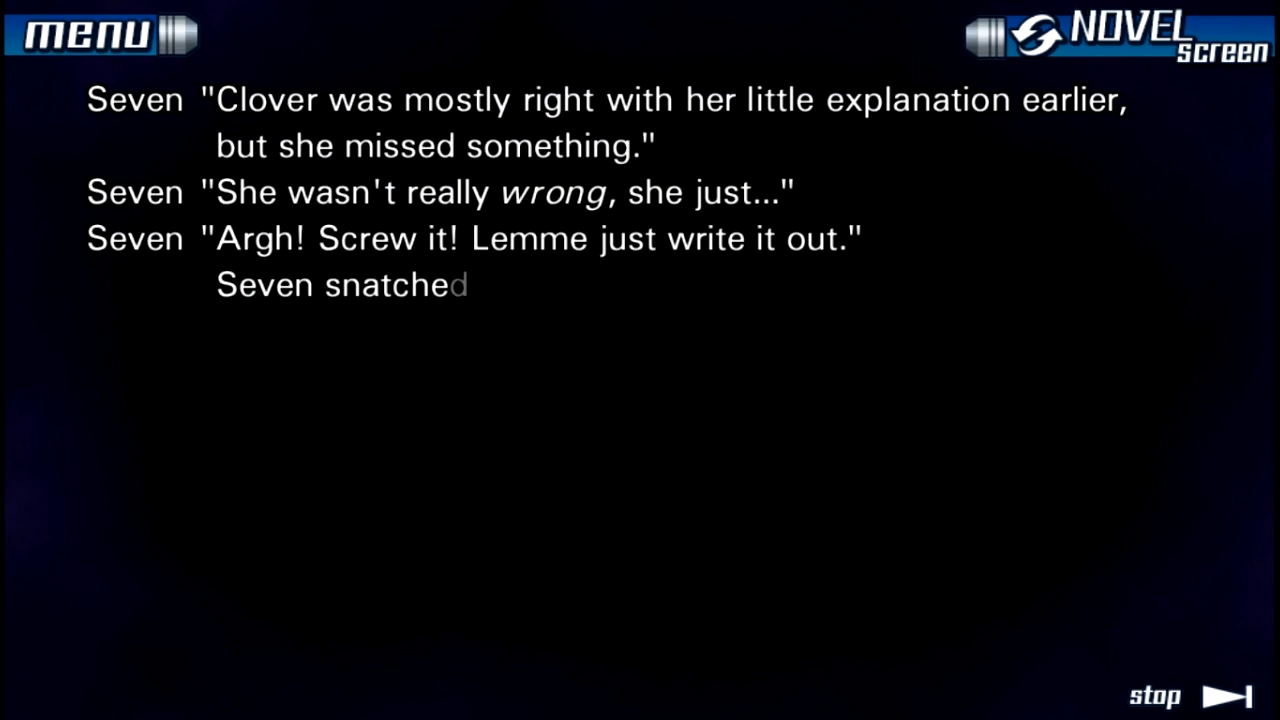 menu
NOVEL
screen
Seven "Clover was mostly right with her little explanation earlier,
but she missed something."
Seven "She wasn't really wrong, she just..."
Seven "Argh! Screw it! Lemme just write it out."
Seven snatched
stop